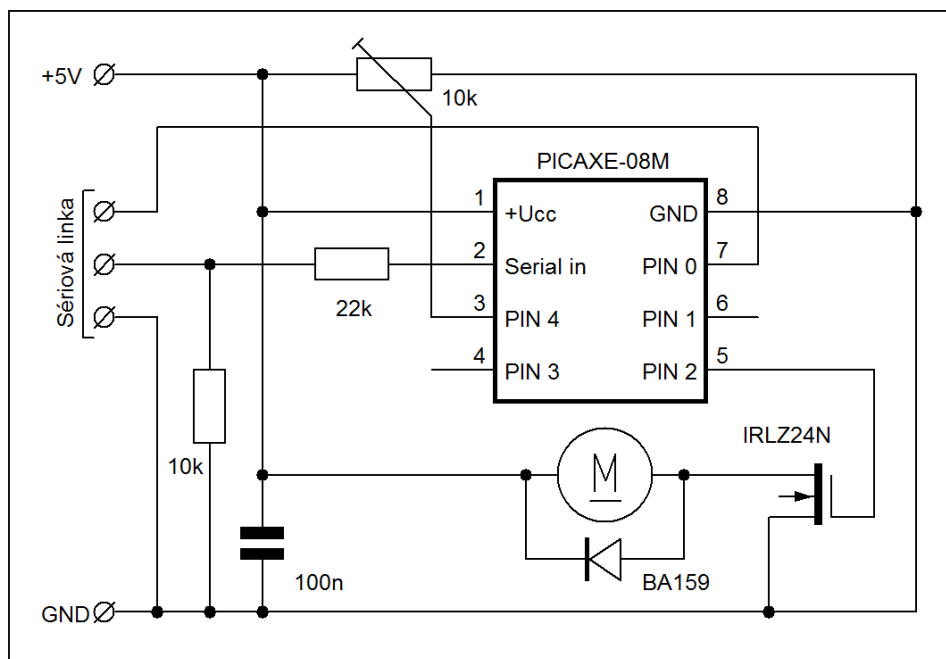 +5V
10k
PICAXE-08M
1
+Ucc
GND
8
2
Serial in
PIN 0
7
Sériová linka
22k
3
PIN 4
PIN 1
6
4
PIN 3
PIN 2
5
IRLZ24N
10k
M
100n
BA159
GND